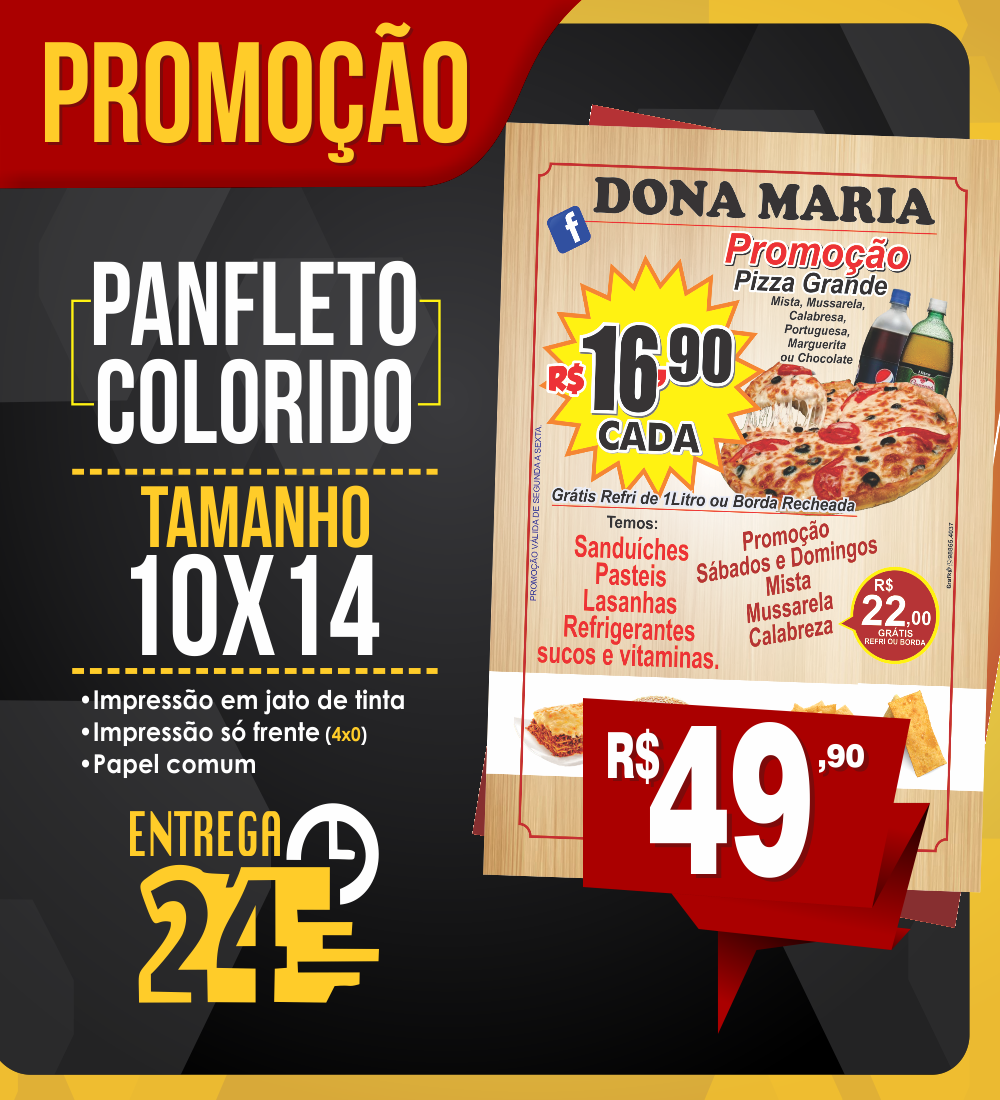 PROMOÇÃO
PANFLETO
COLORIDO
TAMANHO
10X14
•Impressão em jato de tinta
•Impressão só frente (4x0)
•Papel comum
ENTREGA
24
f
DONA MARIA
Promoção
Pizza Grande
Mista, Mussarela,
Calabresa,
Portuguesa,
Marguerita
ou Chocolate
R$ 16,90
CADA
Grátis Refri de 1Litro ou Borda Recheada
PROMOÇÃO VÁLIDA DE SEGUNDA A SEXTA.
Temos:
Sanduíches
Pasteis
Lasanhas
Refrigerantes
sucos e vitaminas.
Promoção
Sábados e Domingos
Mista
Mussarela
Calabreza
R$
22,00
GRÁTIS
REFRI OU BORDA
R$49,90